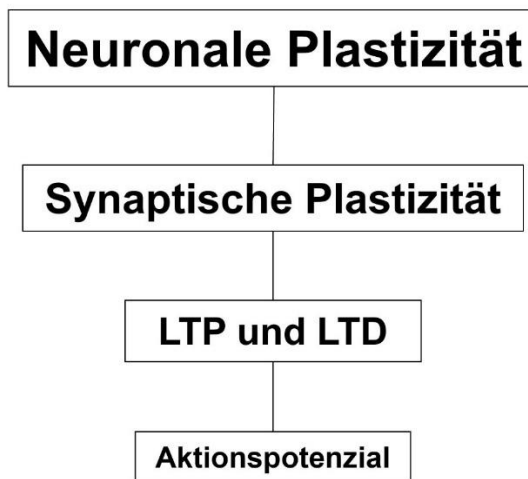 Neuronale Plastizität
Synaptische Plastizität
LTP und LTD
Aktionspotenzial